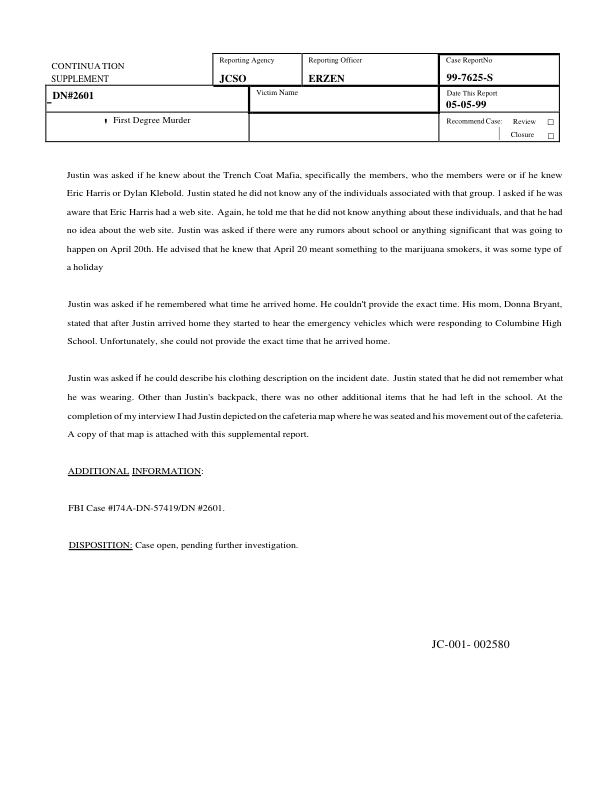 CONTINUATION
SUPPLEMENT
Reporting Agency
JCSO
Reporting Officer
ERZEN
Case ReportNo
99-7625-S
DN#2601
Victim Name
Date This Report
05-05-99
First Degree Murder
Recommend Case: Review □
Closure □
Justin was asked if he knew about the Trench Coat Mafia, specifically the members, who the members were or if he knew
Eric Harris or Dylan Klebold. Justin stated he did not know any of the individuals associated with that group. I asked if he was
aware that Eric Harris had a web site. Again, he told me that he did not know anything about these individuals, and that he had
no idea about the web site. Justin was asked if there were any rumors about school or anything significant that was going to
happen on April 20th. He advised that he knew that April 20 meant something to the marijuana smokers, it was some type of
a holiday
Justin was asked if he remembered what time he arrived home. He couldn't provide the exact time. His mom, Donna Bryant,
stated that after Justin arrived home they started to hear the emergency vehicles which were responding to Columbine High
School. Unfortunately, she could not provide the exact time that he arrived home.
Justin was asked if he could describe his clothing description on the incident date. Justin stated that he did not remember what
he was wearing. Other than Justin's backpack, there was no other additional items that he had left in the school. At the
completion of my interview I had Justin depicted on the cafeteria map where he was seated and his movement out of the cafeteria.
A copy of that map is attached with this supplemental report.
ADDITIONAL INFORMATION:
FBI Case #l74A-DN-57419/DN #2601.
DISPOSITION: Case open, pending further investigation.
JC-001- 002580